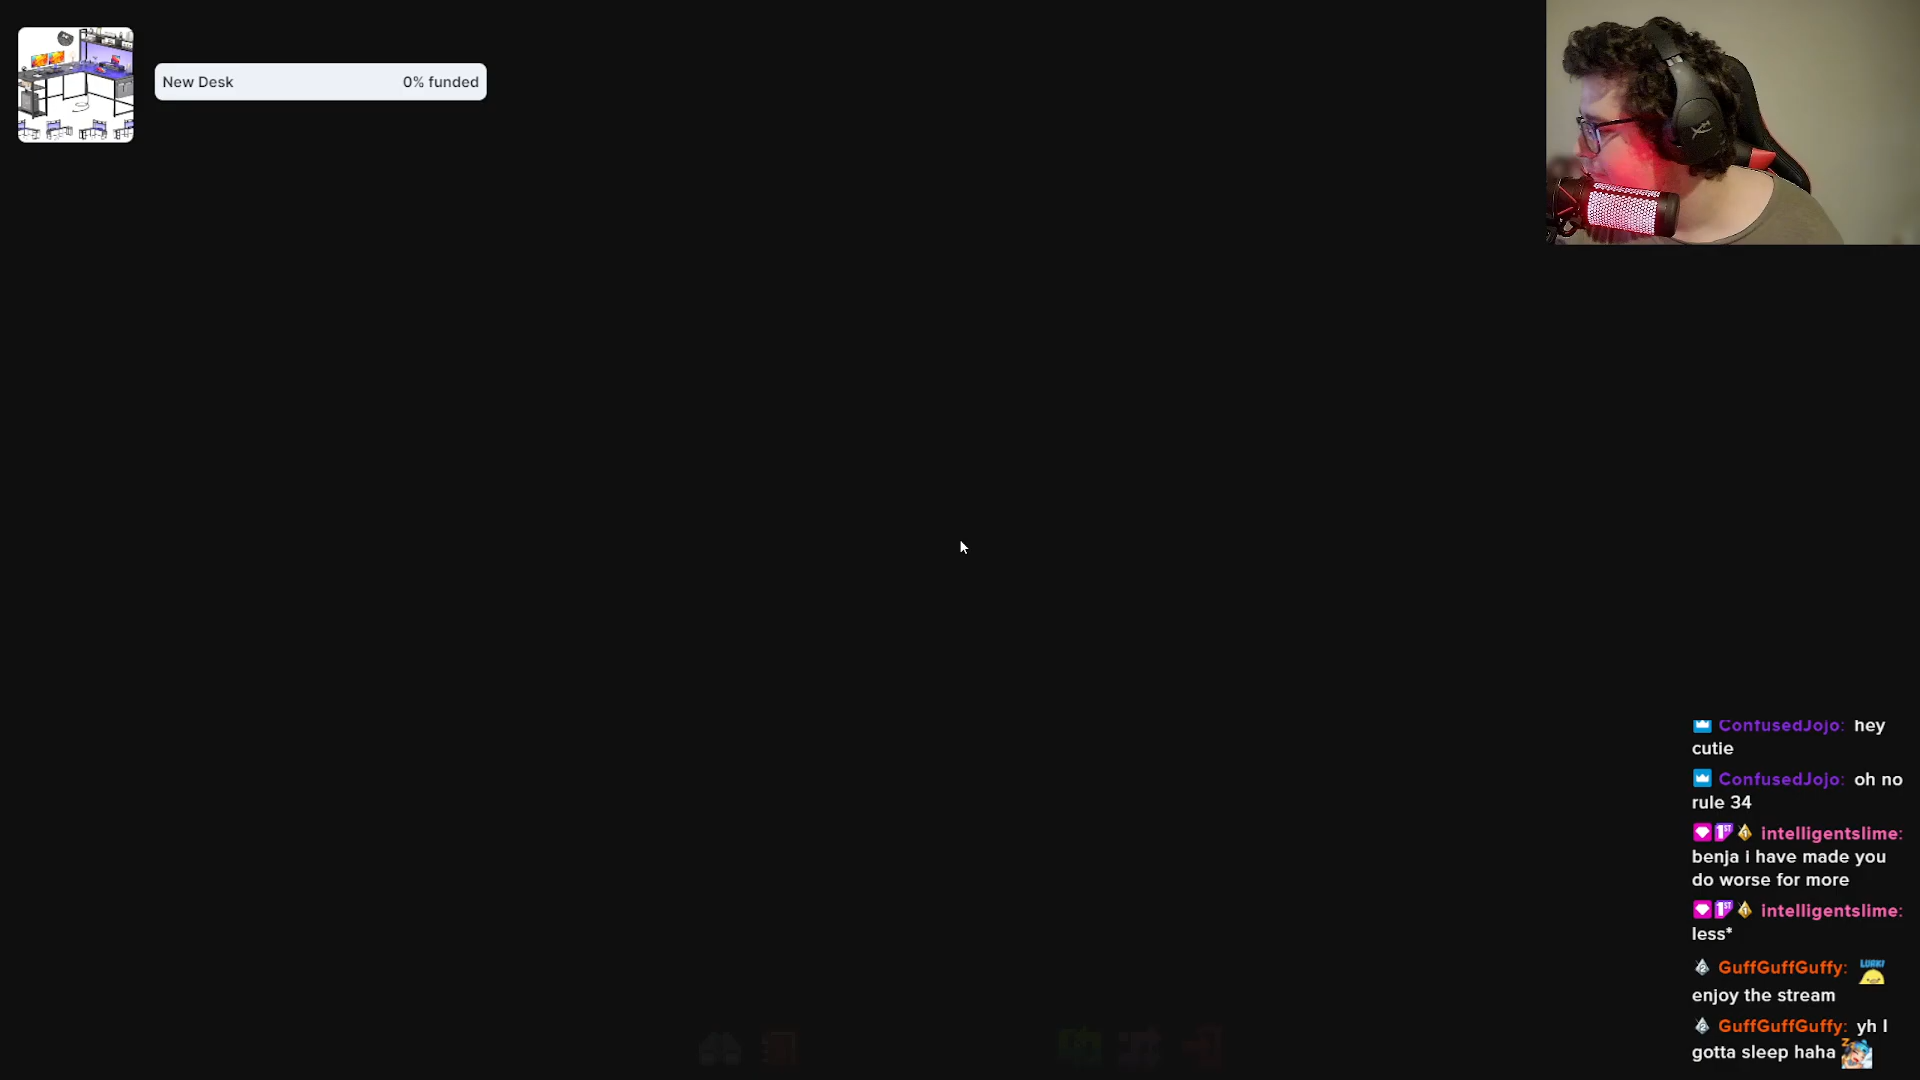 New Desk 0% funded
ConfusedJojo: hey
cutie
ConfusedJojo: oh no
rule 34
intelligentslime:
benja i have made you
do worse for more
intelligentslime:
less*
GuffGuffGuffy: LURK!
enjoy the stream
GuffGuffGuffy: yh I
gotta sleep haha